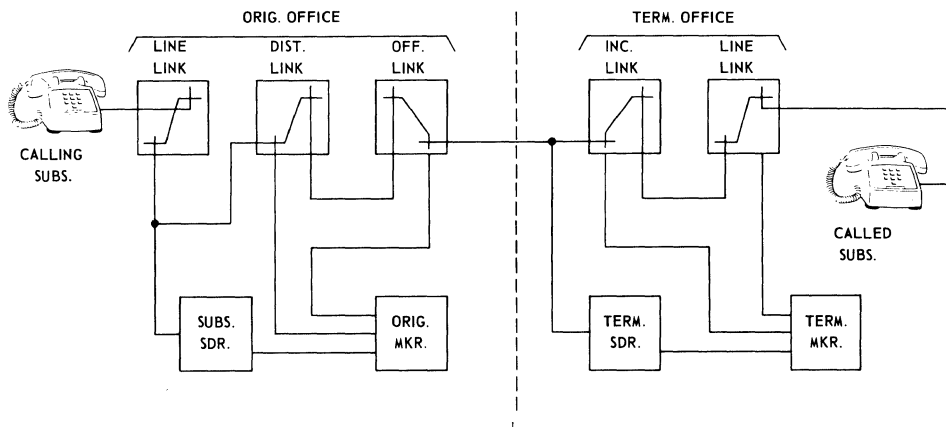 ORIG. OFFICE
TERM. OFFICE
LINE
LINK
DIST.
LINK
OFF.
LINK
INC.
LINK
LINE
LINK
CALLING
SUBS.
CALLED
SUBS.
SUBS.
SDR.
ORIG.
MKR.
TERM.
SDR.
TERM.
MKR.